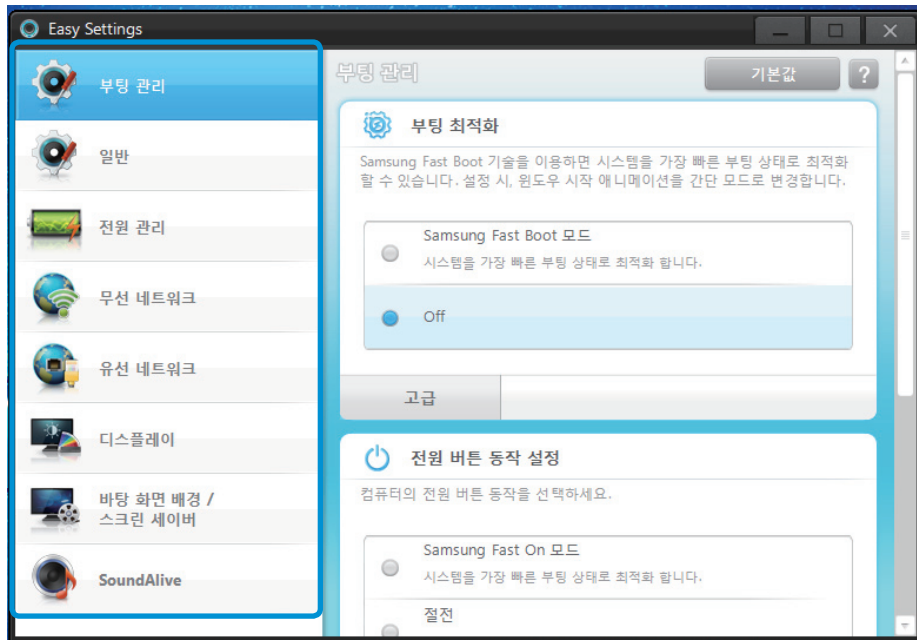 Easy Settings
부팅 관리
일반
전원 관리
무선 네트워크
유선 네트워크
디스플레이
바탕 화면 배경 /
스크린 세이버
SoundAlive
부팅 관리
기본값
?
부팅 최적화
Samsung Fast Boot 기술을 이용하면 시스템을 가장 빠른 부팅 상태로 최적화
할 수 있습니다. 설정 시, 윈도우 시작 애니메이션을 간단 모드로 변경합니다.
Samsung Fast Boot 모드
시스템을 가장 빠른 부팅 상태로 최적화 합니다.
Off
고급
전원 버튼 동작 설정
컴퓨터의 전원 버튼 동작을 선택하세요.
Samsung Fast On 모드
시스템을 가장 빠른 부팅 상태로 최적화 합니다.
절전